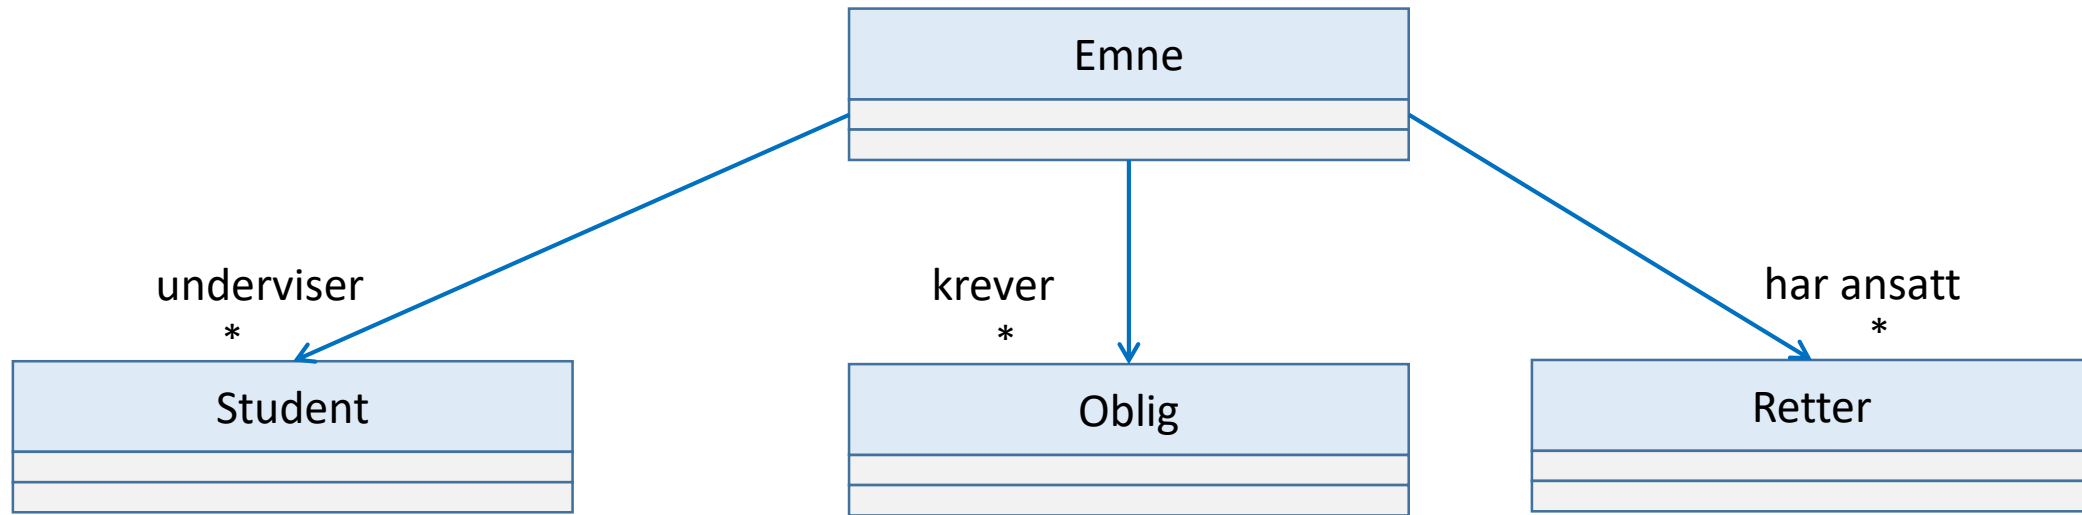 Emne
underviser
*
krever
*
har ansatt
*
Student
Oblig
Retter